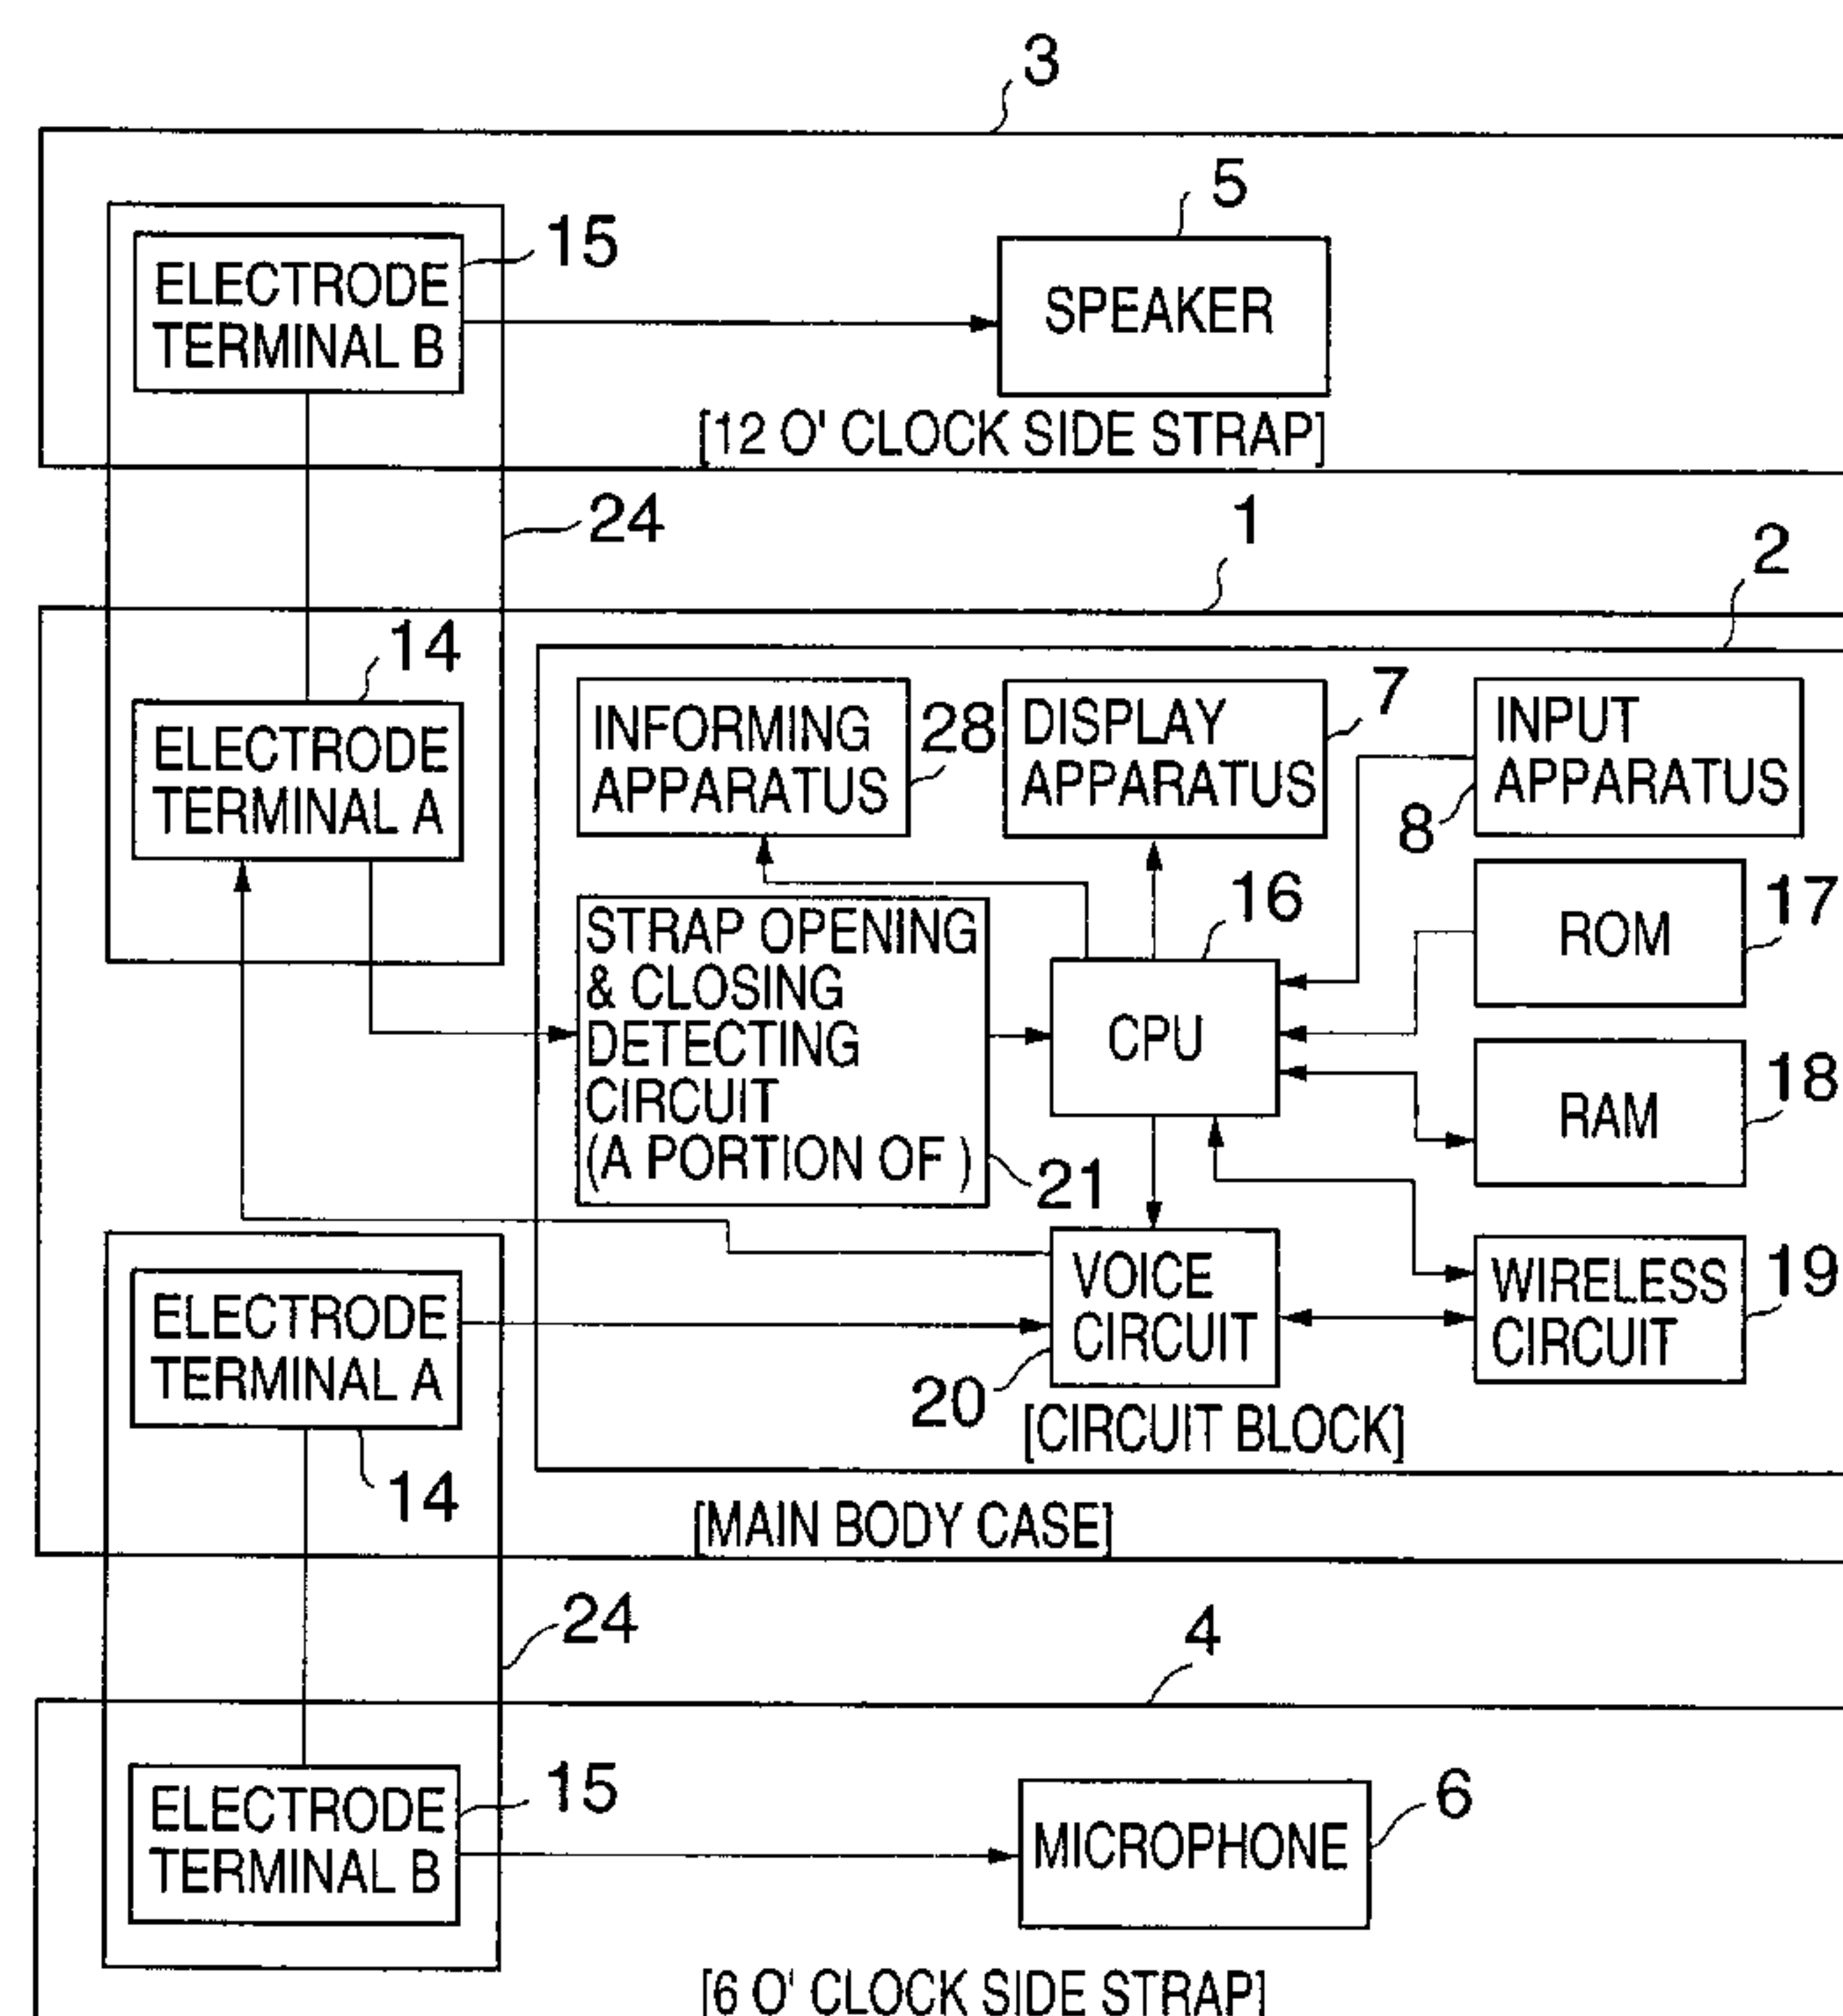 3
5
15
ELECTRODE
TERMINAL B
SPEAKER
[12 O' CLOCK SIDE STRAP]
24
1
2
14
ELECTRODE
TERMINAL A
INFORMING
APPARATUS
28
DISPLAY
APPARATUS
7
INPUT
APPARATUS
8
16
ROM
17
STRAP OPENING
& CLOSING
DETECTING
CIRCUIT
(A PORTION OF )
21
CPU
RAM
18
ELECTRODE
TERMINAL A
14
VOICE
CIRCUIT
20
WIRELESS
CIRCUIT
19
[CIRCUIT BLOCK]
[MAIN BODY CASE]
24
4
15
ELECTRODE
TERMINAL B
MICROPHONE
6
[6 O' CLOCK SIDE STRAP]